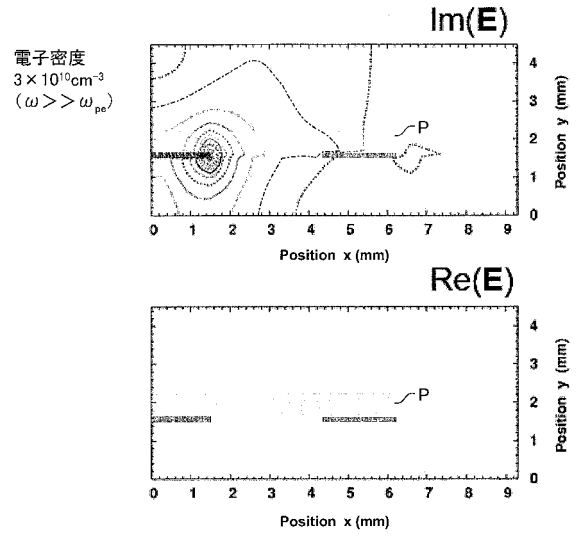 Im(E)
電子密度
3×10¹⁰cm⁻³
(ω>>ωpe)
P
4
3
2
1
0
Position y (mm)
0 1 2 3 4 5 6 7 8 9
Position x (mm)
Re(E)
P
4
3
2
1
0
Position y (mm)
0 1 2 3 4 5 6 7 8 9
Position x (mm)